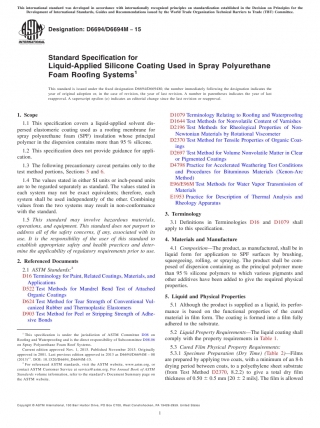 This international standard was developed in accordance with internationally recognized principles on standardization established in the Decision on Principles for the
Development of International Standards, Guides and Recommendations issued by the World Trade Organization Technical Barriers to Trade (TBT) Committee.
Designation: D6694/D6694M − 15
Standard Specification for
Liquid-Applied Silicone Coating Used in Spray Polyurethane
Foam Roofing Systems¹
This standard is issued under the fixed designation D6694/D6694M; the number immediately following the designation indicates the
year of original adoption or, in the case of revision, the year of last revision. A number in parentheses indicates the year of last
reapproval. A superscript epsilon (ε) indicates an editorial change since the last revision or reapproval.
1. Scope
1.1 This specification covers a liquid-applied solvent dis-
persed elastomeric coating used as a roofing membrane for
spray polyurethane foam (SPF) insulation whose principal
polymer in the dispersion contains more than 95 % silicone.
1.2 This specification does not provide guidance for appli-
cation.
1.3 The following precautionary caveat pertains only to the
test method portions, Sections 5 and 6.
1.4 The values stated in either SI units or inch-pound units
are to be regarded separately as standard. The values stated in
each system may not be exact equivalents; therefore, each
system shall be used independently of the other. Combining
values from the two systems may result in non-conformance
with the standard.
1.5 This standard may involve hazardous materials,
operations, and equipment. This standard does not purport to
address all of the safety concerns, if any, associated with its
use. It is the responsibility of the user of this standard to
establish appropriate safety and health practices and deter-
mine the applicability of regulatory requirements prior to use.
2. Referenced Documents
2.1 ASTM Standards:²
D16 Terminology for Paint, Related Coatings, Materials, and
Applications
D522 Test Methods for Mandrel Bend Test of Attached
Organic Coatings
D624 Test Method for Tear Strength of Conventional Vul-
canized Rubber and Thermoplastic Elastomers
D903 Test Method for Peel or Stripping Strength of Adhe-
sive Bonds
¹ This specification is under the jurisdiction of ASTM Committee D08 on
Roofing and Waterproofing and is the direct responsibility of Subcommittee D08.06
on Spray Polyurethane Foam Roof Systems.
Current edition approved Nov. 1, 2015. Published November 2015. Originally
approved in 2001. Last previous edition approved in 2013 as D6694/D6694M – 08
(2013)ε¹. DOI: 10.1520/D6694_D6694M-15.
² For referenced ASTM standards, visit the ASTM website, www.astm.org, or
contact ASTM Customer Service at service@astm.org. For Annual Book of ASTM
Standards volume information, refer to the standard's Document Summary page on
the ASTM website.
D1079 Terminology Relating to Roofing and Waterproofing
D1644 Test Methods for Nonvolatile Content of Varnishes
D2196 Test Methods for Rheological Properties of Non-
Newtonian Materials by Rotational Viscometer
D2370 Test Method for Tensile Properties of Organic Coat-
ings
D2697 Test Method for Volume Nonvolatile Matter in Clear
or Pigmented Coatings
D4798 Practice for Accelerated Weathering Test Conditions
and Procedures for Bituminous Materials (Xenon-Arc
Method)
E96/E96M Test Methods for Water Vapor Transmission of
Materials
E1953 Practice for Description of Thermal Analysis and
Rheology Apparatus
3. Terminology
3.1 Definitions in Terminologies D16 and D1079 shall
apply to this specification.
4. Materials and Manufacture
4.1 Composition—The product, as manufactured, shall be in
liquid form for application to SPF surfaces by brushing,
squeegeeing, rolling, or spraying. The product shall be com-
posed of dispersion containing as the principal polymer more
than 95 % silicone polymers to which various pigments and
other additives have been added to give the required physical
properties.
5. Liquid and Physical Properties
5.1 Although the product is supplied as a liquid, its perfor-
mance is based on the functional properties of the cured
material in film form. The coating is formed into a film fully
adhered to the substrate.
5.2 Liquid Property Requirements—The liquid coating shall
comply with the property requirements in Table 1.
5.3 Cured Film Physical Property Requirements:
5.3.1 Specimen Preparation (Dry Time) (Table 2)—Films
are prepared by applying two coats, with a minimum of an 8-h
drying period between coats, to a polyethylene sheet substrate
(from Test Method D2370, 8.2.2) to give a total dry film
thickness of 0.50 ± 0.5 mm [20 ± 2 mils]. The film is allowed
Copyright © ASTM International, 100 Barr Harbor Drive, PO Box C700, West Conshohocken, PA 19428-2959. United States
1